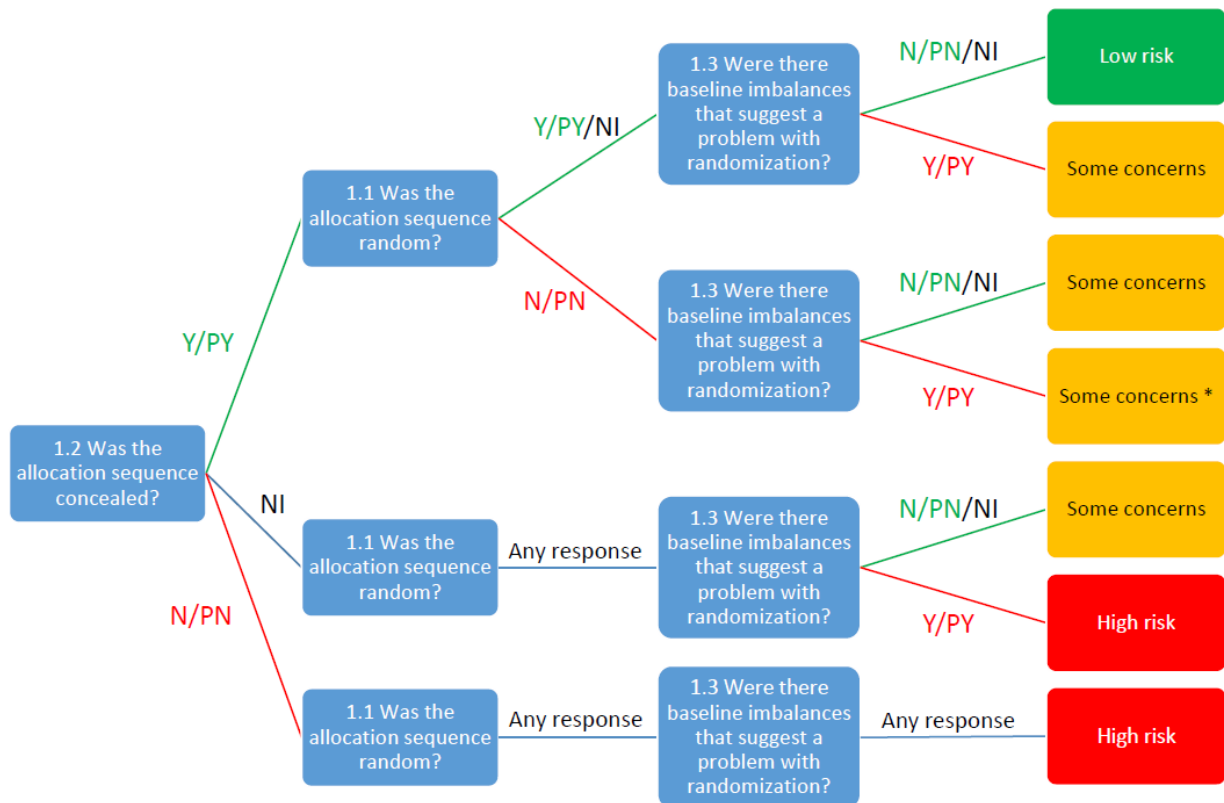 1.2 Was the
allocation sequence
concealed?
Y/PY
NI
N/PN
1.1 Was the
allocation sequence
random?
Y/PY/NI
N/PN
1.3 Were there
baseline imbalances
that suggest a
problem with
randomization?
N/PN/NI
Low risk
Y/PY
Some concerns
1.3 Were there
baseline imbalances
that suggest a
problem with
randomization?
N/PN/NI
Some concerns
Y/PY
Some concerns *
1.1 Was the
allocation sequence
random?
Any response
1.3 Were there
baseline imbalances
that suggest a
problem with
randomization?
N/PN/NI
Some concerns
Y/PY
High risk
1.1 Was the
allocation sequence
random?
Any response
1.3 Were there
baseline imbalances
that suggest a
problem with
randomization?
Any response
High risk